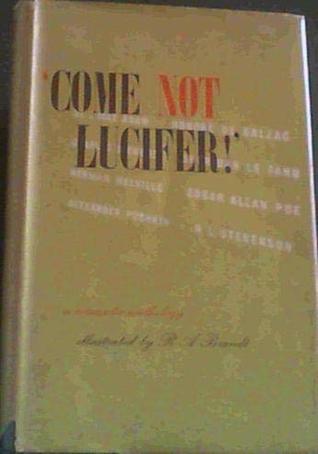 'COME NOT
LUCIFER!'
BALZAC
LE FANU
HERMAN MELVILLE EDGAR ALLAN POE
ALEXANDER PUSHKIN R L STEVENSON
a romantic anthology
illustrated by R. A. Brandt